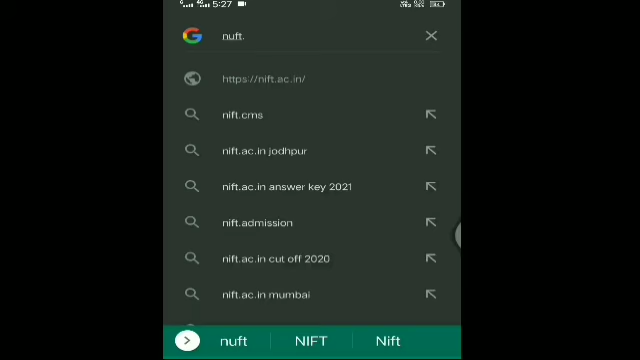 5:27
nuft.
https://nift.ac.in/
nift.cms
nift.ac.in jodhpur
nift.ac.in answer key 2021
nift.admission
nift.ac.in cut off 2020
nift.ac.in mumbai
nuft NIFT Nift